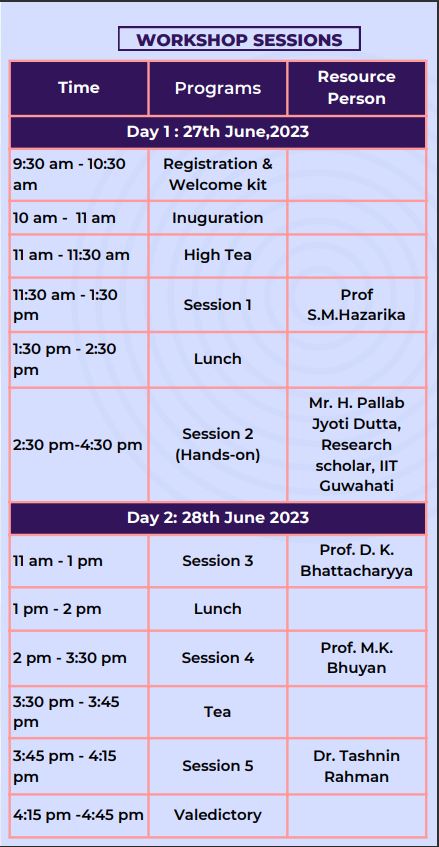 WORKSHOP SESSIONS
Time Programs Resource Person
Day 1 : 27th June,2023
9:30 am - 10:30 am Registration & Welcome kit
10 am - 11 am Inuguration
11 am - 11:30 am High Tea
11:30 am - 1:30 pm Session 1 Prof S.M.Hazarika
1:30 pm - 2:30 pm Lunch
2:30 pm-4:30 pm Session 2 (Hands-on) Mr. H. Pallab Jyoti Dutta, Research scholar, IIT Guwahati
Day 2: 28th June 2023
11 am - 1 pm Session 3 Prof. D. K. Bhattacharyya
1 pm - 2 pm Lunch
2 pm - 3:30 pm Session 4 Prof. M.K. Bhuyan
3:30 pm - 3:45 pm Tea
3:45 pm - 4:15 pm Session 5 Dr. Tashnin Rahman
4:15 pm -4:45 pm Valedictory